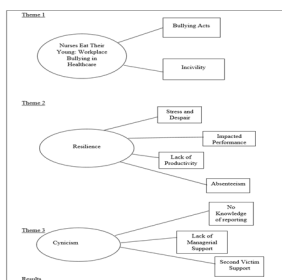 Theme 1
Bullying Acts
Nurses Eat Their
Young: Workplace
Bullying in
Healthcare
Incivility
Theme 2
Stress and
Despair
Resilience
Impacted
Performance
Lack of
Productivity
Absenteeism
No
Knowledge
of reporting
Theme 3
Cynicism
Lack of
Managerial
Support
Second Victim
Support
Results